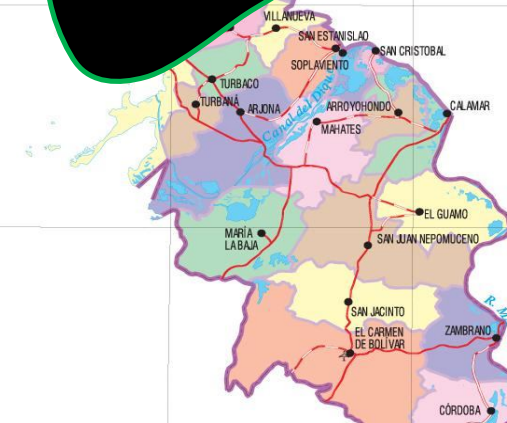 VILLANUEVA
SAN ESTANISLAO
SAN CRISTOBAL
SOPLAVIENTO
TURBACO
TURBANÁ
ARJONA
ARROYOHONDO
CALAMAR
Canal del Dique
MAHATES
EL GUAMO
MARÍA
LA BAJA
SAN JUAN NEPOMUCENO
SAN JACINTO
R. M
EL CARMEN
DE BOLÍVAR
ZAMBRANO
CÓRDOBA